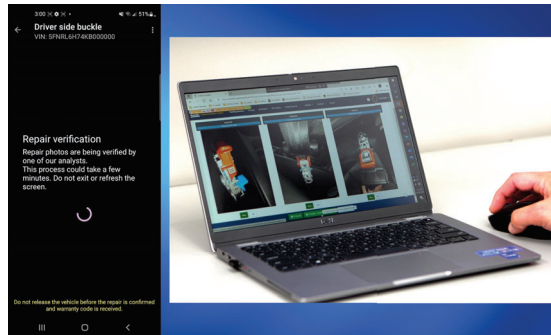 3:00
51%
Driver side buckle
VIN: 5FNRL6H74KB000000
Repair verification
Repair photos are being verified by
one of our analysts.
This process could take a few
minutes. Do not exit or refresh the
screen.
Do not release the vehicle before the repair is confirmed
and warranty code is received.